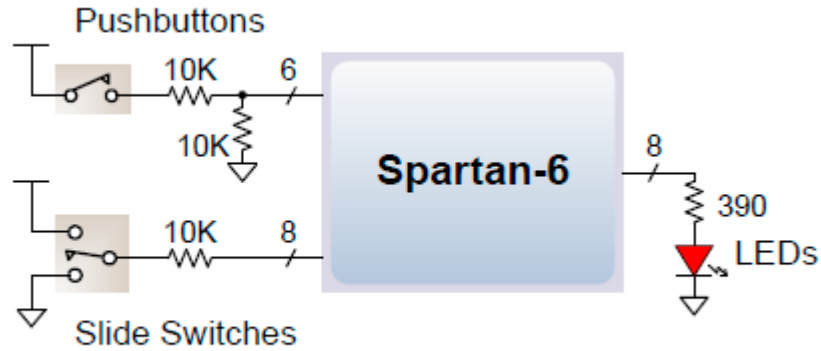 Pushbuttons
10K
6
10K
Spartan-6
8
390
LEDs
10K
8
Slide Switches